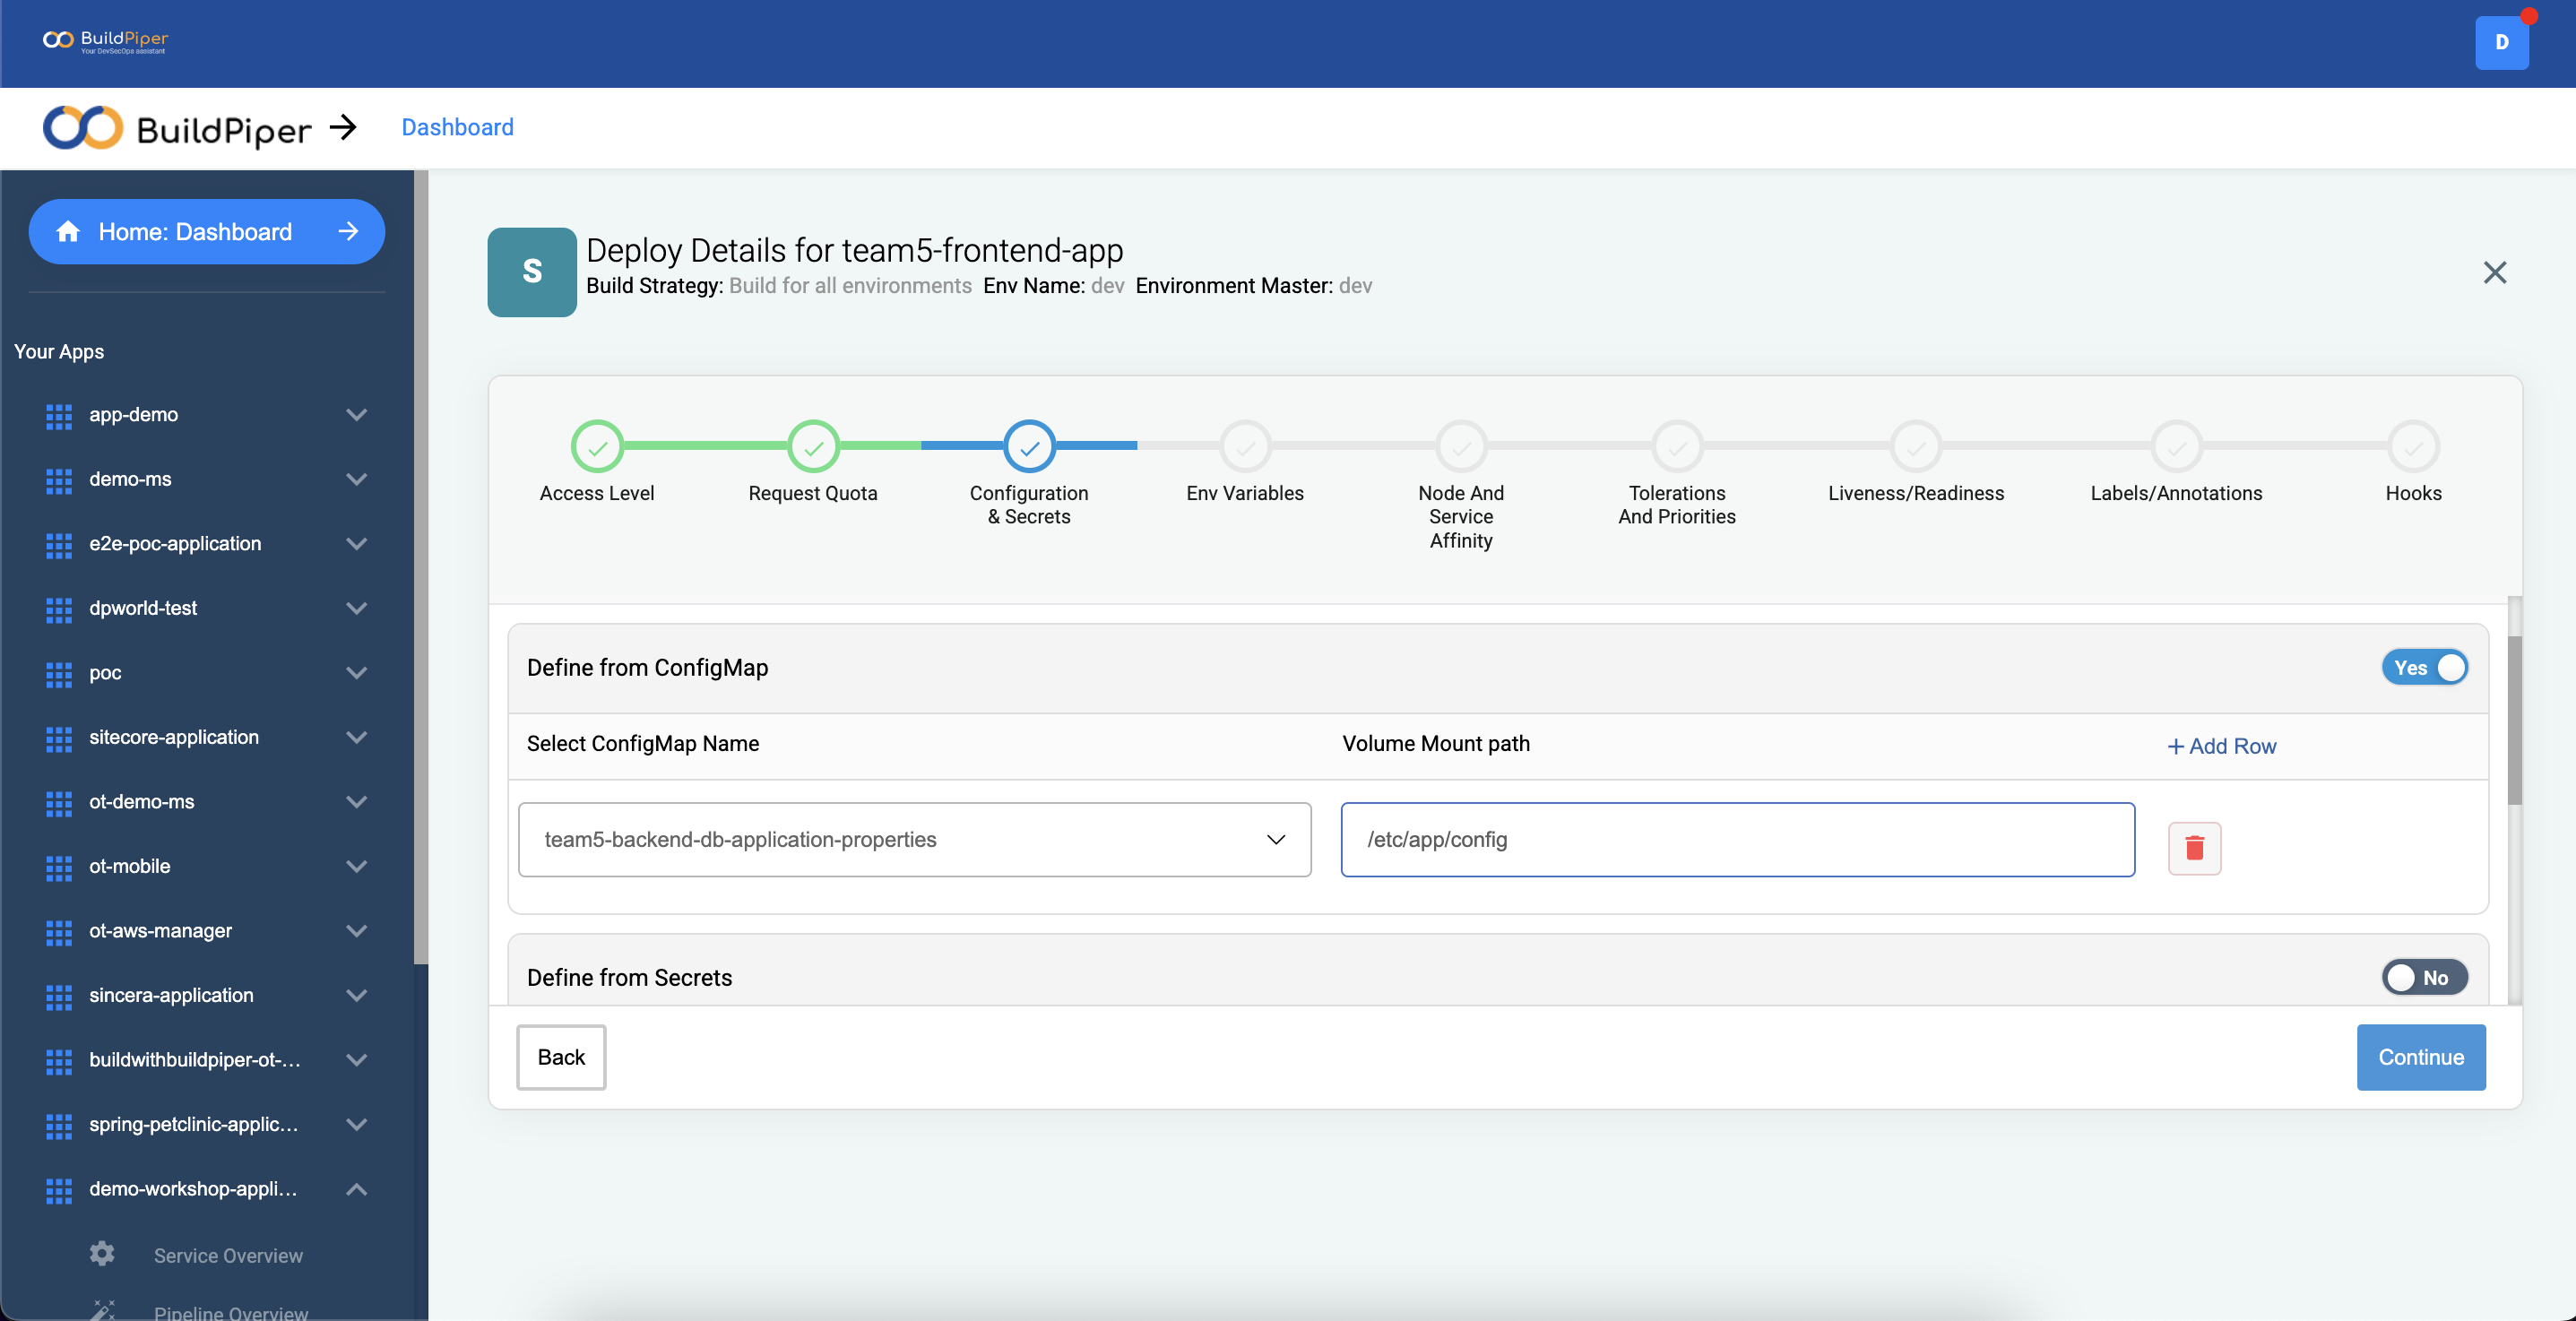 BuildPiper
Your DevSecOps assistant
D
BuildPiper
Dashboard
Home: Dashboard
Your Apps
app-demo
demo-ms
e2e-poc-application
dpworld-test
poc
sitecore-application
ot-demo-ms
ot-mobile
ot-aws-manager
sincera-application
buildwithbuildpiper-ot-...
spring-petclinic-applic...
demo-workshop-appli...
Service Overview
Pipeline Overview
S
Deploy Details for team5-frontend-app
Build Strategy: Build for all environments Env Name: dev Environment Master: dev
Access Level
Request Quota
Configuration
& Secrets
Env Variables
Node And
Service
Affinity
Tolerations
And Priorities
Liveness/Readiness
Labels/Annotations
Hooks
Define from ConfigMap
Yes
Select ConfigMap Name
Volume Mount path
+ Add Row
team5-backend-db-application-properties
/etc/app/config
Define from Secrets
No
Back
Continue